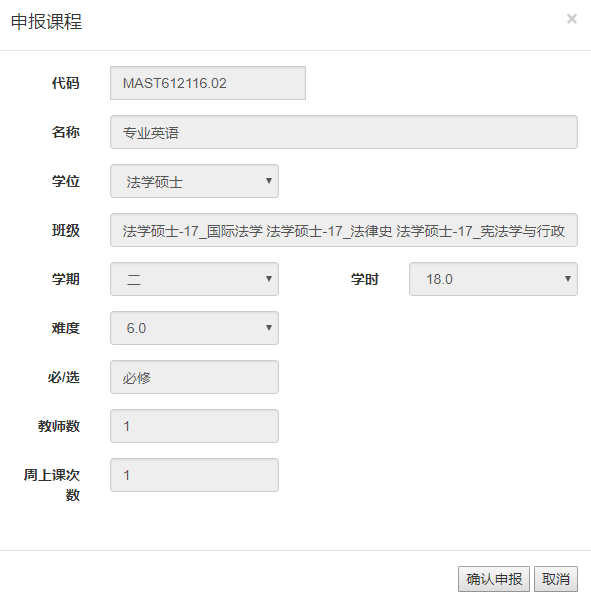 申报课程 ×
代码 MAST612116.02
名称 专业英语
学位 法学硕士
班级 法学硕士-17_国际法学 法学硕士-17_法律史 法学硕士-17_宪法学与行政
学期 二 学时 18.0
难度 6.0
必/选 必修
教师数 1
周上课次 1
数
确认申报 取消